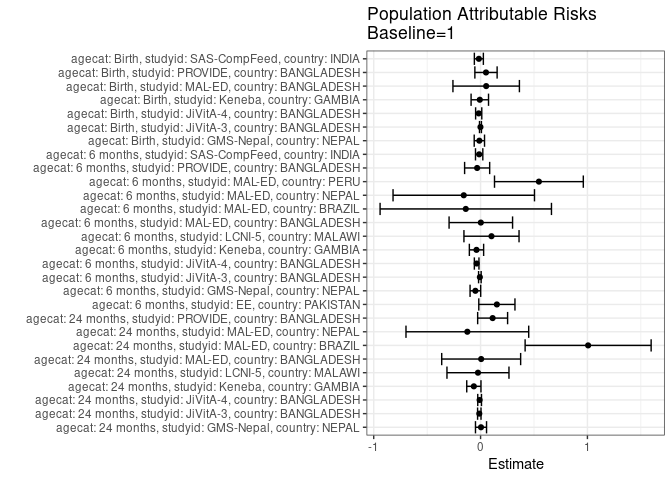 Population Attributable Risks
Baseline=1
agecat: Birth, studyid: SAS-CompFeed, country: INDIA
agecat: Birth, studyid: PROVIDE, country: BANGLADESH
agecat: Birth, studyid: MAL-ED, country: BANGLADESH
agecat: Birth, studyid: Keneba, country: GAMBIA
agecat: Birth, studyid: JiVitA-4, country: BANGLADESH
agecat: Birth, studyid: JiVitA-3, country: BANGLADESH
agecat: Birth, studyid: GMS-Nepal, country: NEPAL
agecat: 6 months, studyid: SAS-CompFeed, country: INDIA
agecat: 6 months, studyid: PROVIDE, country: BANGLADESH
agecat: 6 months, studyid: MAL-ED, country: PERU
agecat: 6 months, studyid: MAL-ED, country: NEPAL
agecat: 6 months, studyid: MAL-ED, country: BRAZIL
agecat: 6 months, studyid: MAL-ED, country: BANGLADESH
agecat: 6 months, studyid: LCNI-5, country: MALAWI
agecat: 6 months, studyid: Keneba, country: GAMBIA
agecat: 6 months, studyid: JiVitA-4, country: BANGLADESH
agecat: 6 months, studyid: JiVitA-3, country: BANGLADESH
agecat: 6 months, studyid: GMS-Nepal, country: NEPAL
agecat: 6 months, studyid: EE, country: PAKISTAN
agecat: 24 months, studyid: PROVIDE, country: BANGLADESH
agecat: 24 months, studyid: MAL-ED, country: NEPAL
agecat: 24 months, studyid: MAL-ED, country: BRAZIL
agecat: 24 months, studyid: MAL-ED, country: BANGLADESH
agecat: 24 months, studyid: LCNI-5, country: MALAWI
agecat: 24 months, studyid: Keneba, country: GAMBIA
agecat: 24 months, studyid: JiVitA-4, country: BANGLADESH
agecat: 24 months, studyid: JiVitA-3, country: BANGLADESH
agecat: 24 months, studyid: GMS-Nepal, country: NEPAL
-1 0 1
Estimate